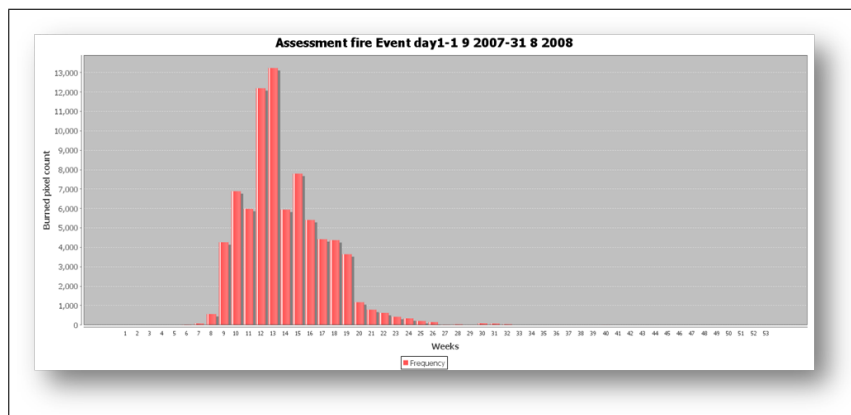 Assessment fire Event day1-1 9 2007-31 8 2008
13,000
12,000
11,000
10,000
9,000
8,000
7,000
6,000
5,000
4,000
3,000
2,000
1,000
0
Burned pixel count
1 2 3 4 5 6 7 8 9 10 11 12 13 14 15 16 17 18 19 20 21 22 23 24 25 26 27 28 29 30 31 32 33 34 35 36 37 38 39 40 41 42 43 44 45 46 47 48 49 50 51 52 53
Weeks
Frequency